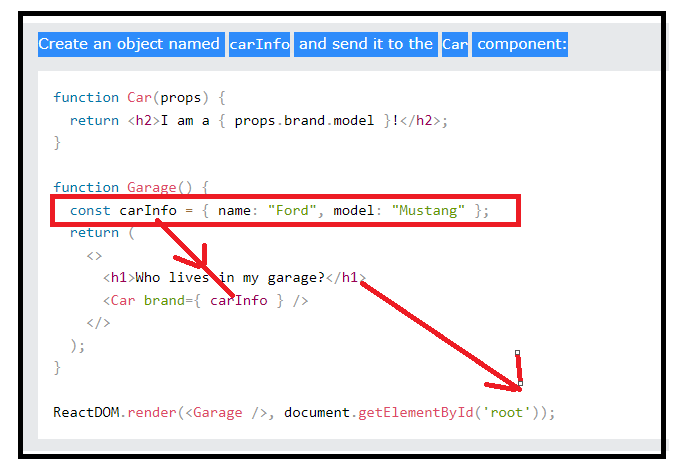 Create an object named carInfo and send it to the Car component:
function Car(props) {
  return <h2>I am a { props.brand.model }!</h2>;
}
function Garage() {
  const carInfo = { name: "Ford", model: "Mustang" };
  return (
    <>
      <h1>Who lives in my garage?</h1>
      <Car brand={ carInfo } />
    </>
  );
}
ReactDOM.render(<Garage />, document.getElementById('root'));